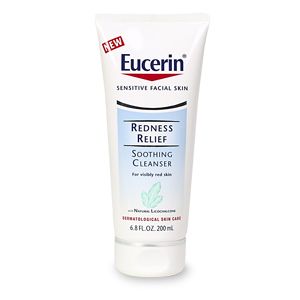 NEW
Eucerin®
SENSITIVE FACIAL SKIN
REDNESS
RELIEF
SOOTHING
CLEANSER
For visibly red skin
WITH NATURAL LICOCHALCONE
DERMATOLOGICAL SKIN CARE
6.8 FL.OZ. 200 mL